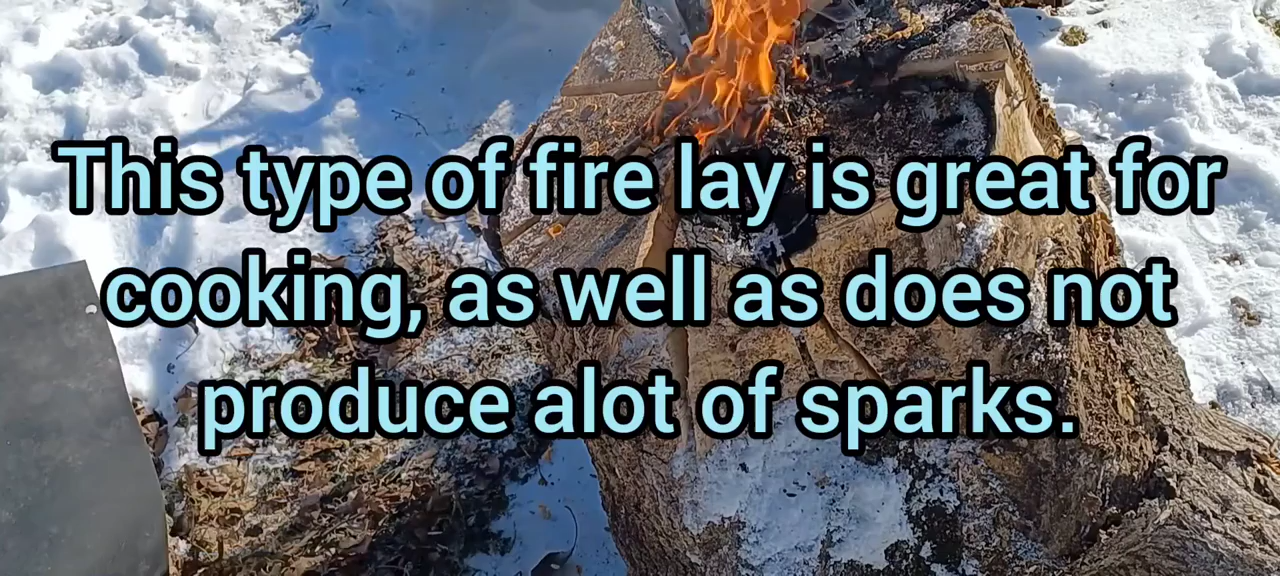 This type of fire lay is great for
cooking, as well as does not
produce alot of sparks.